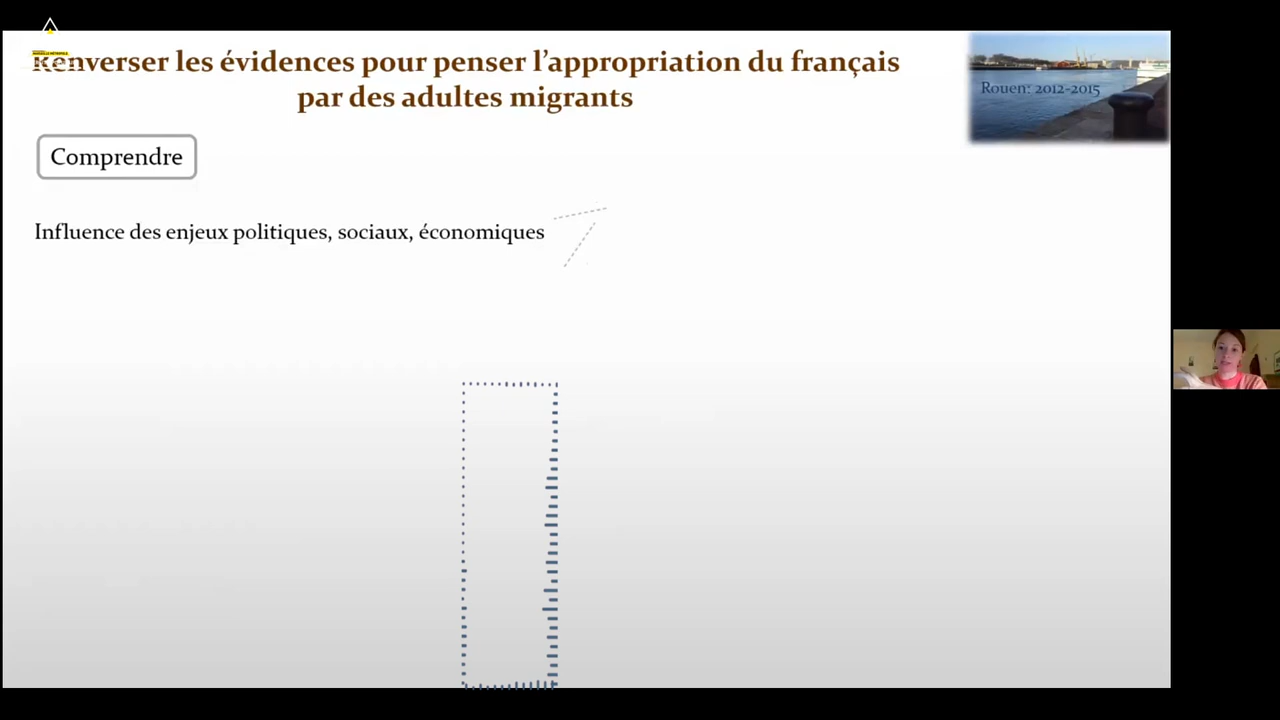 Renverser les évidences pour penser l'appropriation du français
par des adultes migrants
Rouen: 2012-2015
Comprendre
Influence des enjeux politiques, sociaux, économiques